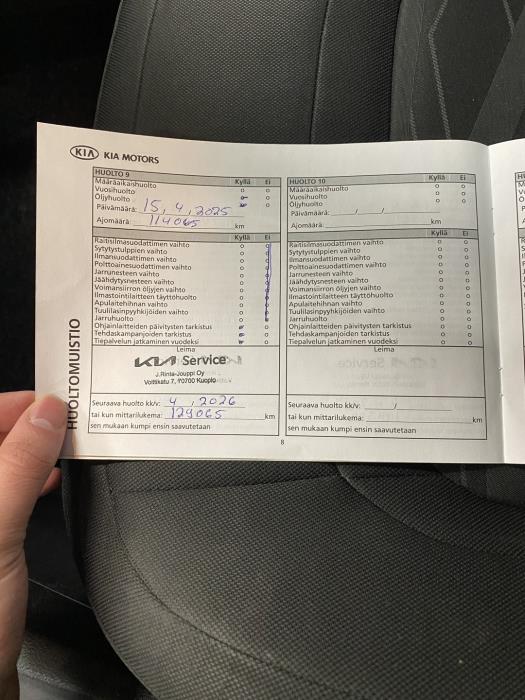 KIA KIA MOTORS
HUOLTO 9 Kyllä Ei
Määräaikaishuolto
Vuosihuolto
Öljyhuolto
Päivämäärä: 15, 4, 2025
Ajomäärä: 114065 km
Kyllä Ei
Raitisilmasuodattimen vaihto
Sytytystulppien vaihto
Ilmansuodattimen vaihto
Polttoainesuodattimen vaihto
Jarrunesteen vaihto
Jäähdytysnesteen vaihto
Voimansiirron öljyjen vaihto
Ilmastointilaitteen täyttöhuolto
Apulaitehihnan vaihto
Tuulilasinpyyhkijöiden vaihto
Jarruhuolto
Ohjainlaitteiden päivitysten tarkistus
Tehdaskampanjoiden tarkistus
Tiepalvelun jatkaminen vuodeksi
Leima
KIA Service
J.Rinta-Jouppi Oy
Volttikatu 7, 70700 Kuopio
Seuraava huolto kk/v: 4, 2026
tai kun mittarilukema: 129065 km
sen mukaan kumpi ensin saavutetaan
HUOLTO 10 Kyllä Ei
Määräaikaishuolto
Vuosihuolto
Öljyhuolto
Päivämäärä: / /
Ajomäärä: km
Kyllä Ei
Raitisilmasuodattimen vaihto
Sytytystulppien vaihto
Ilmansuodattimen vaihto
Polttoainesuodattimen vaihto
Jarrunesteen vaihto
Jäähdytysnesteen vaihto
Voimansiirron öljyjen vaihto
Ilmastointilaitteen täyttöhuolto
Apulaitehihnan vaihto
Tuulilasinpyyhkijöiden vaihto
Jarruhuolto
Ohjainlaitteiden päivitysten tarkistus
Tehdaskampanjoiden tarkistus
Tiepalvelun jatkaminen vuodeksi
Leima
Seuraava huolto kk/v: /
tai kun mittarilukema: km
sen mukaan kumpi ensin saavutetaan
HUOLTOMUISTIO
8